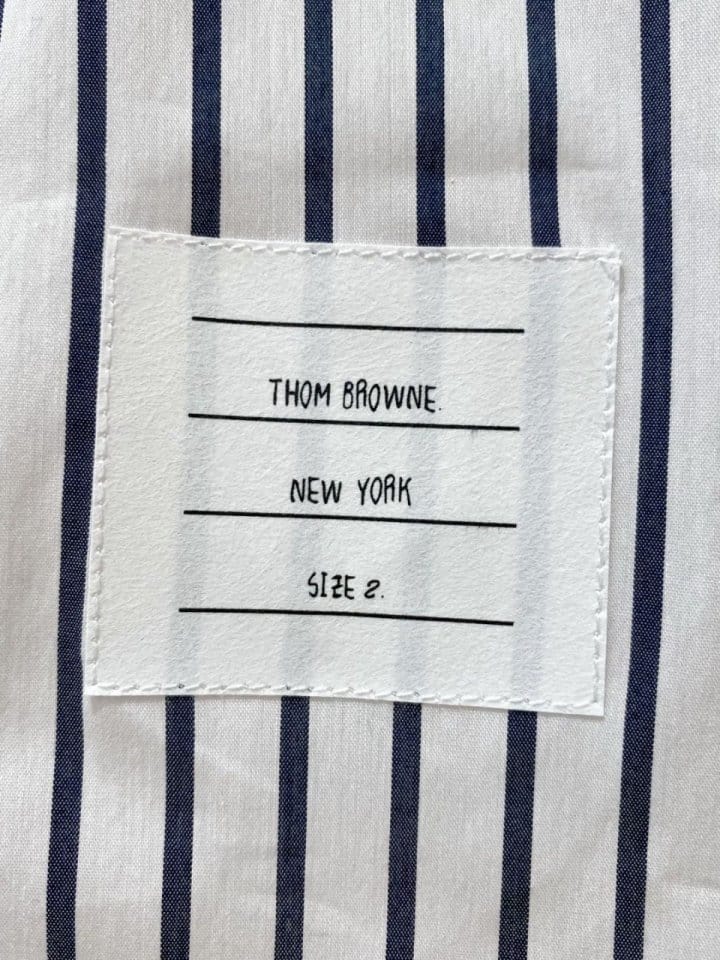 THOM BROWNE.
NEW YORK
SIZE 2.